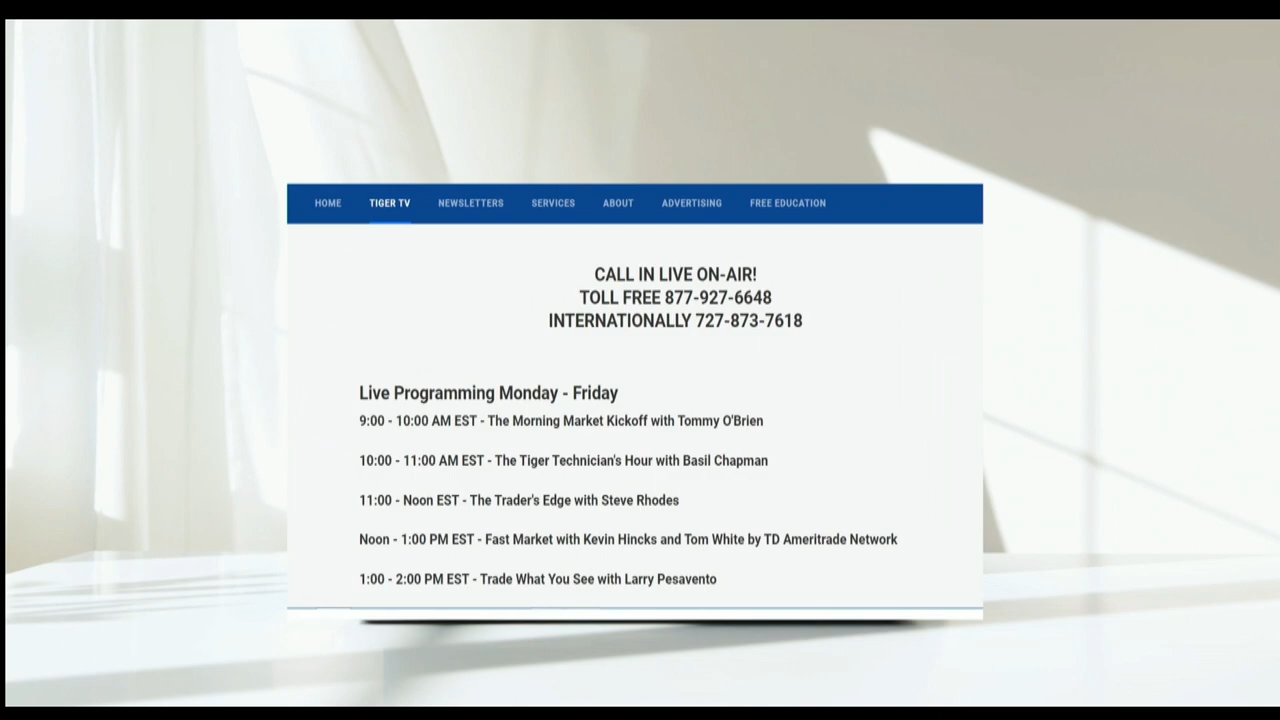 HOME TIGER TV NEWSLETTERS SERVICES ABOUT ADVERTISING FREE EDUCATION
CALL IN LIVE ON-AIR!
TOLL FREE 877-927-6648
INTERNATIONALLY 727-873-7618
Live Programming Monday - Friday
9:00 - 10:00 AM EST - The Morning Market Kickoff with Tommy O'Brien
10:00 - 11:00 AM EST - The Tiger Technician's Hour with Basil Chapman
11:00 - Noon EST - The Trader's Edge with Steve Rhodes
Noon - 1:00 PM EST - Fast Market with Kevin Hincks and Tom White by TD Ameritrade Network
1:00 - 2:00 PM EST - Trade What You See with Larry Pesavento